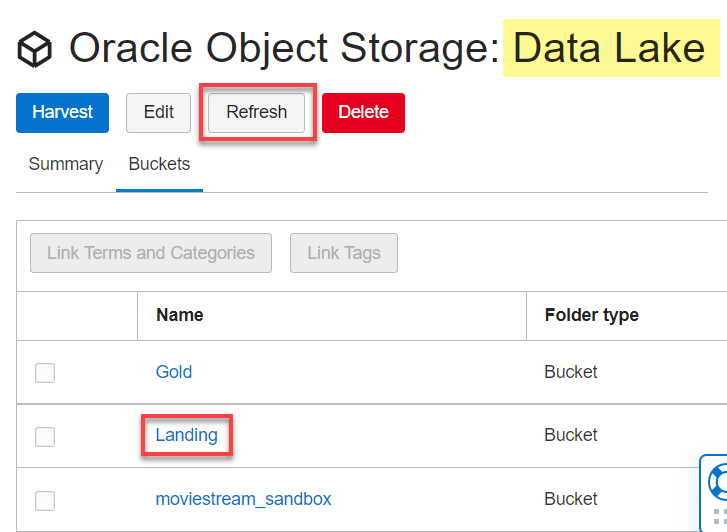 Oracle Object Storage: Data Lake
Harvest Edit Refresh Delete
Summary Buckets
Link Terms and Categories Link Tags
Name Folder type
Gold Bucket
Landing Bucket
moviestream_sandbox Bucket